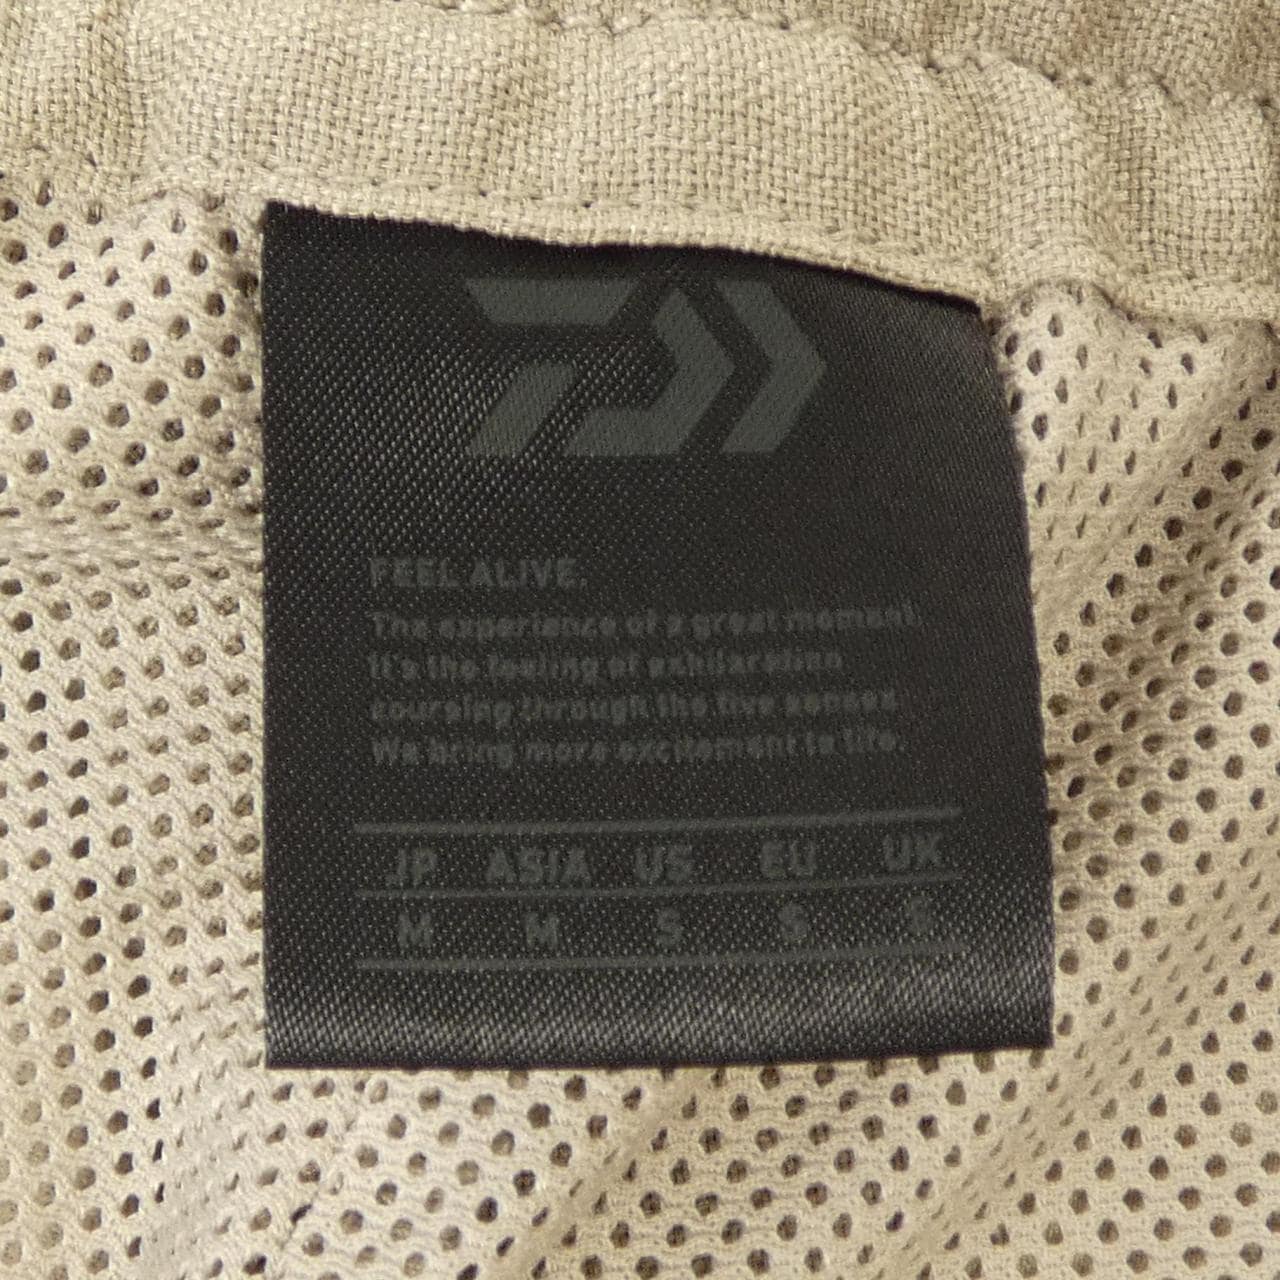 FEEL ALIVE.
The experience of a great moment.
It's the feeling of exhilaration
coursing through the five senses.
We bring more excitement to life.
JP ASIA US EU UK
M M S S S